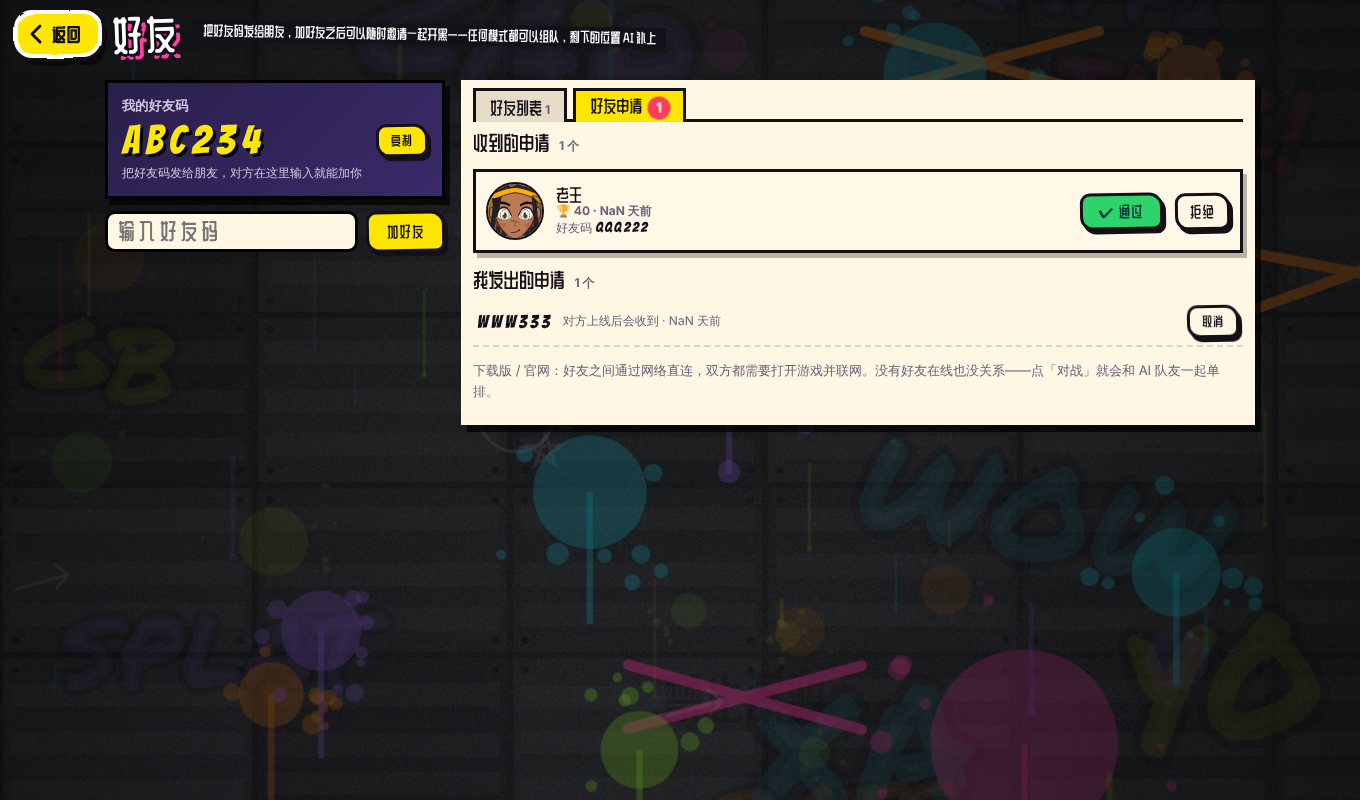 返回
好友
把好友码发给朋友，加好友之后可以随时邀请一起开黑——任何模式都可以组队，剩下的位置 AI 补上
我的好友码
ABC234
复制
把好友码发给朋友，对方在这里输入就能加你
输入好友码
加好友
好友列表 1
好友申请 1
收到的申请 1 个
老王
🏆 40 · NaN 天前
好友码 QQQ222
✓ 通过
拒绝
我发出的申请 1 个
WWW333 对方上线后会收到 · NaN 天前
取消
下载版 / 官网：好友之间通过网络直连，双方都需要打开游戏并联网。没有好友在线也没关系——点「对战」就会和 AI 队友一起单
排。
GB
WOW
SPL
YO